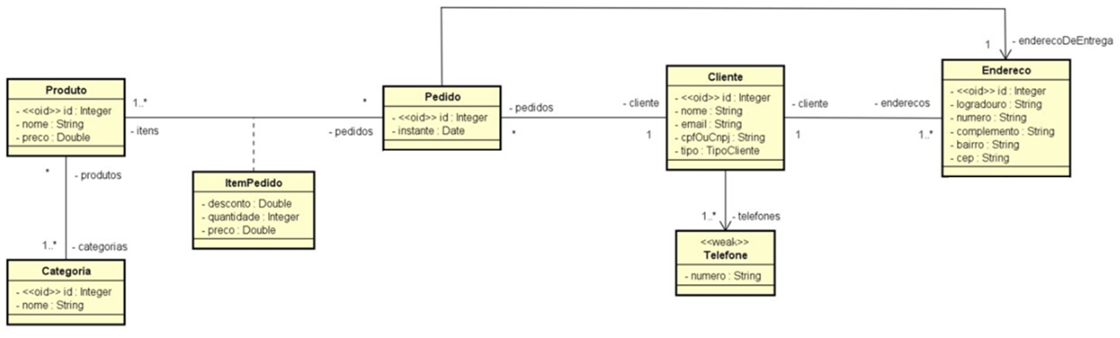 1
- enderecoDeEntrega
Produto
- <<oid>> id : Integer
- nome : String
- preco : Double
1..*
- itens
*
- pedidos
Pedido
- <<oid>> id : Integer
- instante : Date
- pedidos
*
- cliente
1
Cliente
- <<oid>> id : Integer
- nome : String
- email : String
- cpfOuCnpj : String
- tipo : TipoCliente
- cliente
1
- enderecos
1..*
Endereco
- <<oid>> id : Integer
- logradouro : String
- numero : String
- complemento : String
- bairro : String
- cep : String
*
- produtos
ItemPedido
- desconto : Double
- quantidade : Integer
- preco : Double
1..*
- telefones
<<weak>>
Telefone
- numero : String
1..*
- categorias
Categoria
- <<oid>> id : Integer
- nome : String